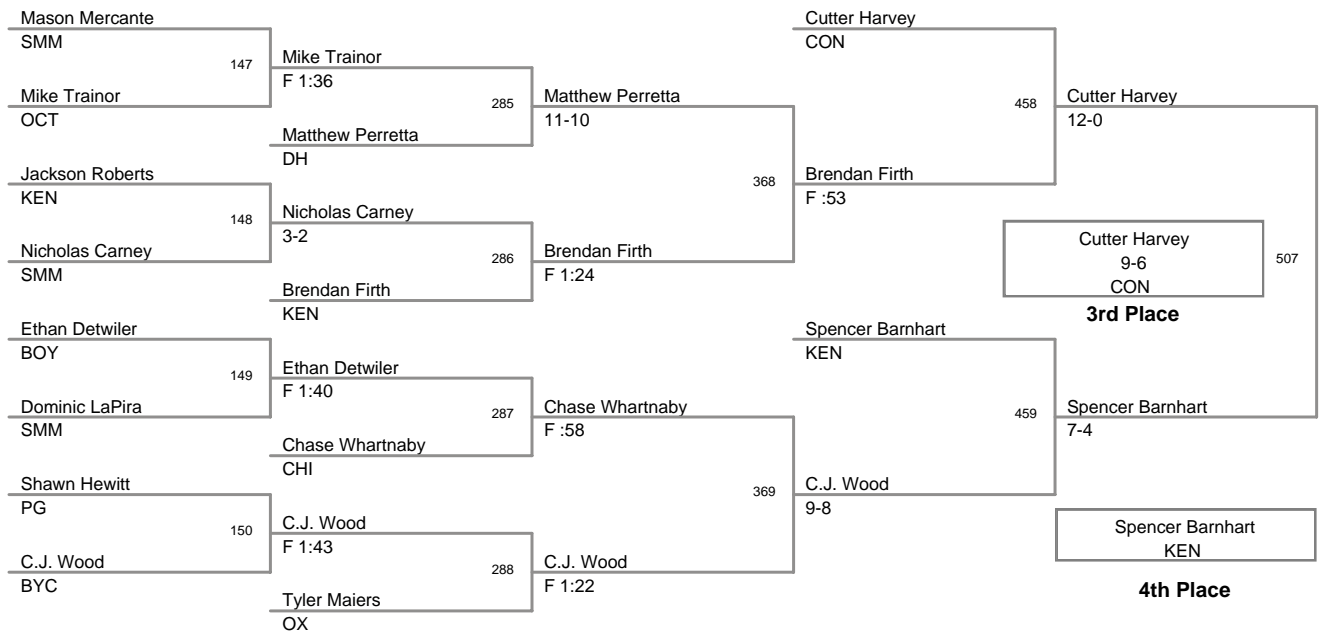 Mason Mercante
SMM
147
Mike Trainor
OCT
Jackson Roberts
KEN
148
Nicholas Carney
SMM
Ethan Detwiler
BOY
149
Dominic LaPira
SMM
Shawn Hewitt
PG
150
C.J. Wood
BYC
Mike Trainor
F 1:36
285
Matthew Perretta
DH
Nicholas Carney
3-2
286
Brendan Firth
KEN
Ethan Detwiler
F 1:40
287
Chase Whartnaby
CHI
C.J. Wood
F 1:43
288
Tyler Maiers
OX
Matthew Perretta
11-10
368
Brendan Firth
F 1:24
Chase Whartnaby
F :58
369
C.J. Wood
F 1:22
Cutter Harvey
CON
458
Brendan Firth
F :53
Spencer Barnhart
KEN
459
C.J. Wood
9-8
Cutter Harvey
12-0
Cutter Harvey
9-6
CON
507
3rd Place
Spencer Barnhart
7-4
Spencer Barnhart
KEN
4th Place